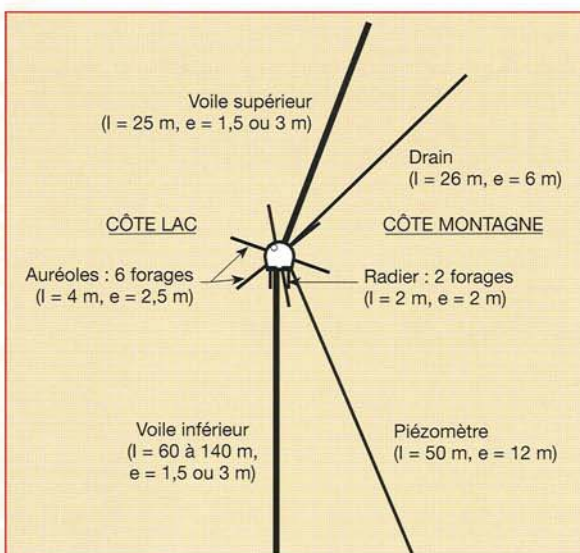 Voile supérieur
(l = 25 m, e = 1,5 ou 3 m)
Drain
(l = 26 m, e = 6 m)
CÔTE LAC
CÔTE MONTAGNE
Auréoles : 6 forages
(l = 4 m, e = 2,5 m)
Radier : 2 forages
(l = 2 m, e = 2 m)
Voile inférieur
(l = 60 à 140 m,
e = 1,5 ou 3 m)
Piézomètre
(l = 50 m, e = 12 m)